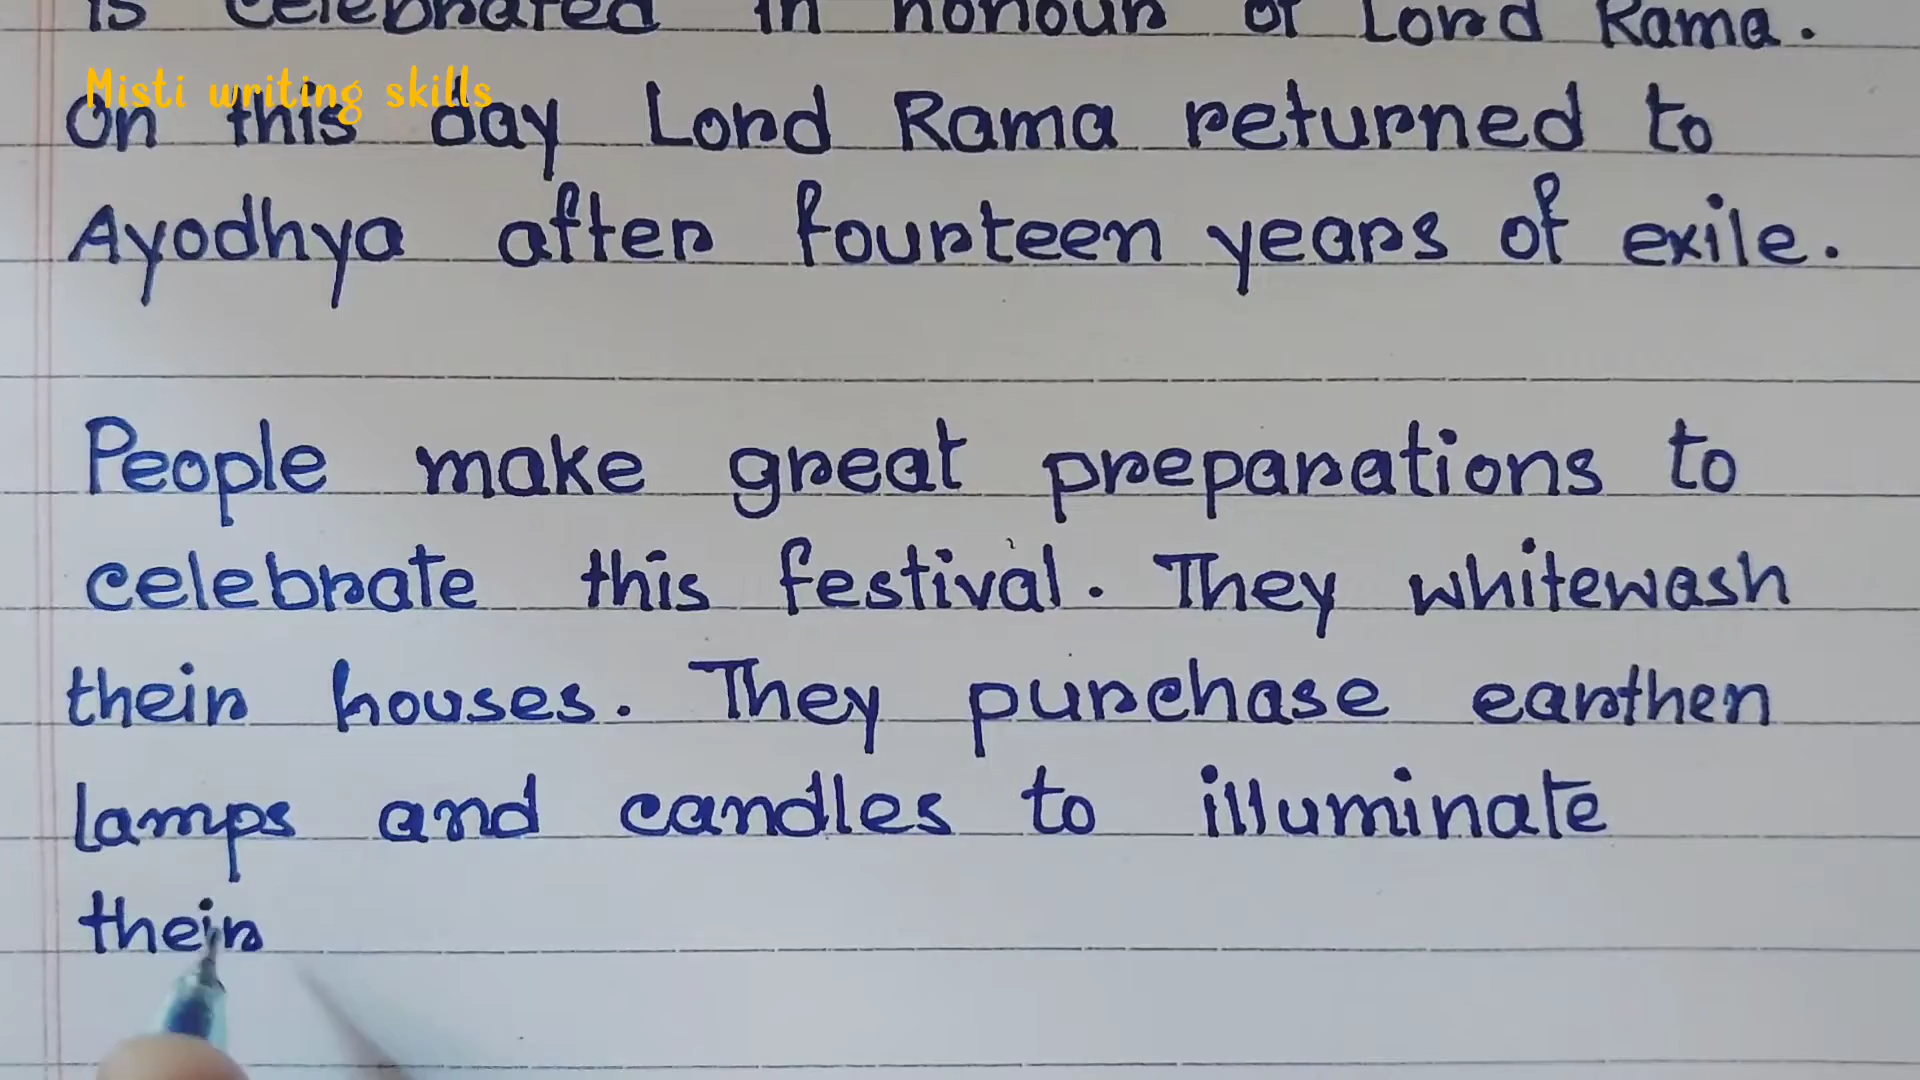 is celebrated in honour of Lord Rama.
Misti writing skills
On this day Lord Rama returned to
Ayodhya after fourteen years of exile.
People make great preparations to
celebrate this festival. They whitewash
their houses. They purchase earthen
lamps and candles to illuminate
their